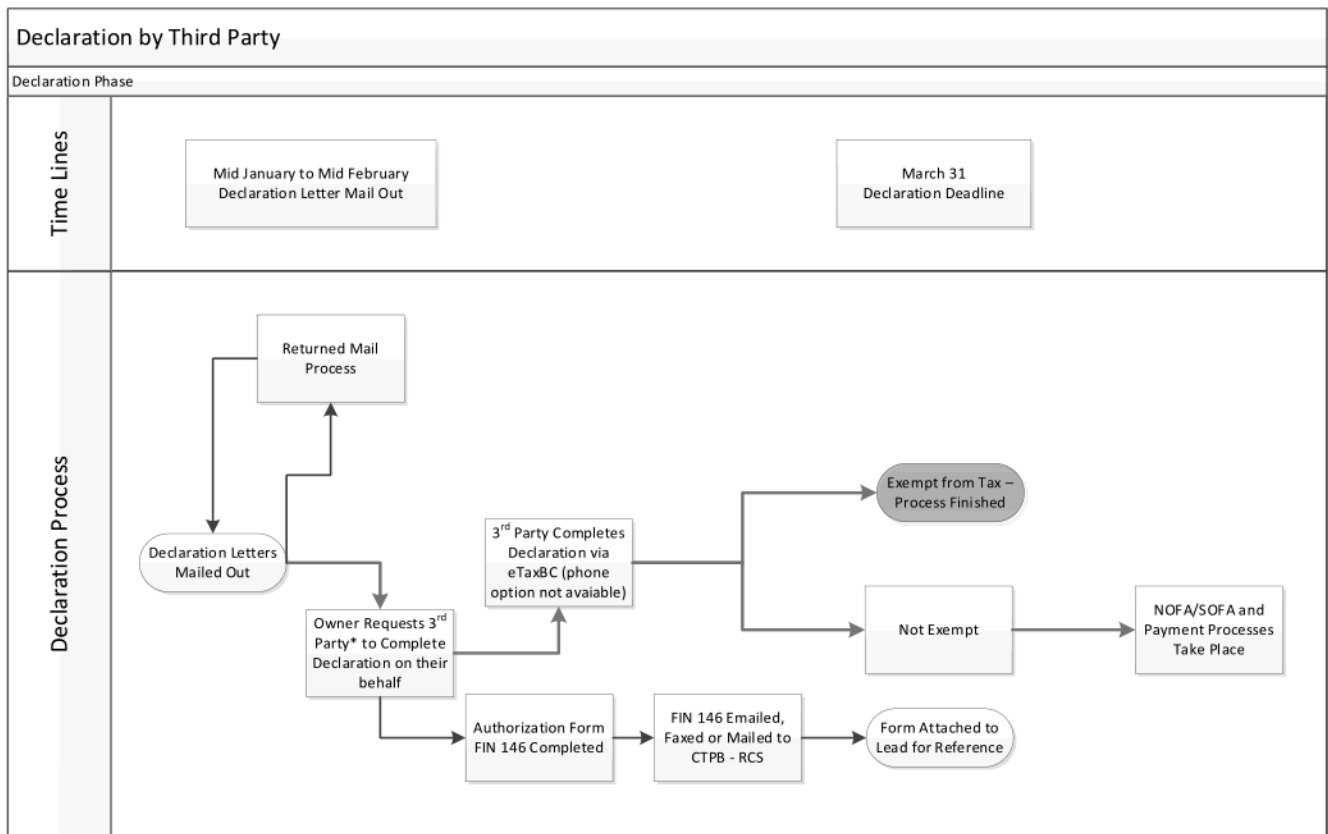 Declaration by Third Party
Declaration Phase
Time Lines
Mid January to Mid February
Declaration Letter Mail Out
March 31
Declaration Deadline
Declaration Process
Returned Mail
Process
Declaration Letters
Mailed Out
Owner Requests 3rd
Party* to Complete
Declaration on their
behalf
3rd Party Completes
Declaration via
eTaxBC (phone
option not avaiable)
Exempt from Tax –
Process Finished
Not Exempt
NOFA/SOFA and
Payment Processes
Take Place
Authorization Form
FIN 146 Completed
FIN 146 Emailed,
Faxed or Mailed to
CTPB - RCS
Form Attached to
Lead for Reference